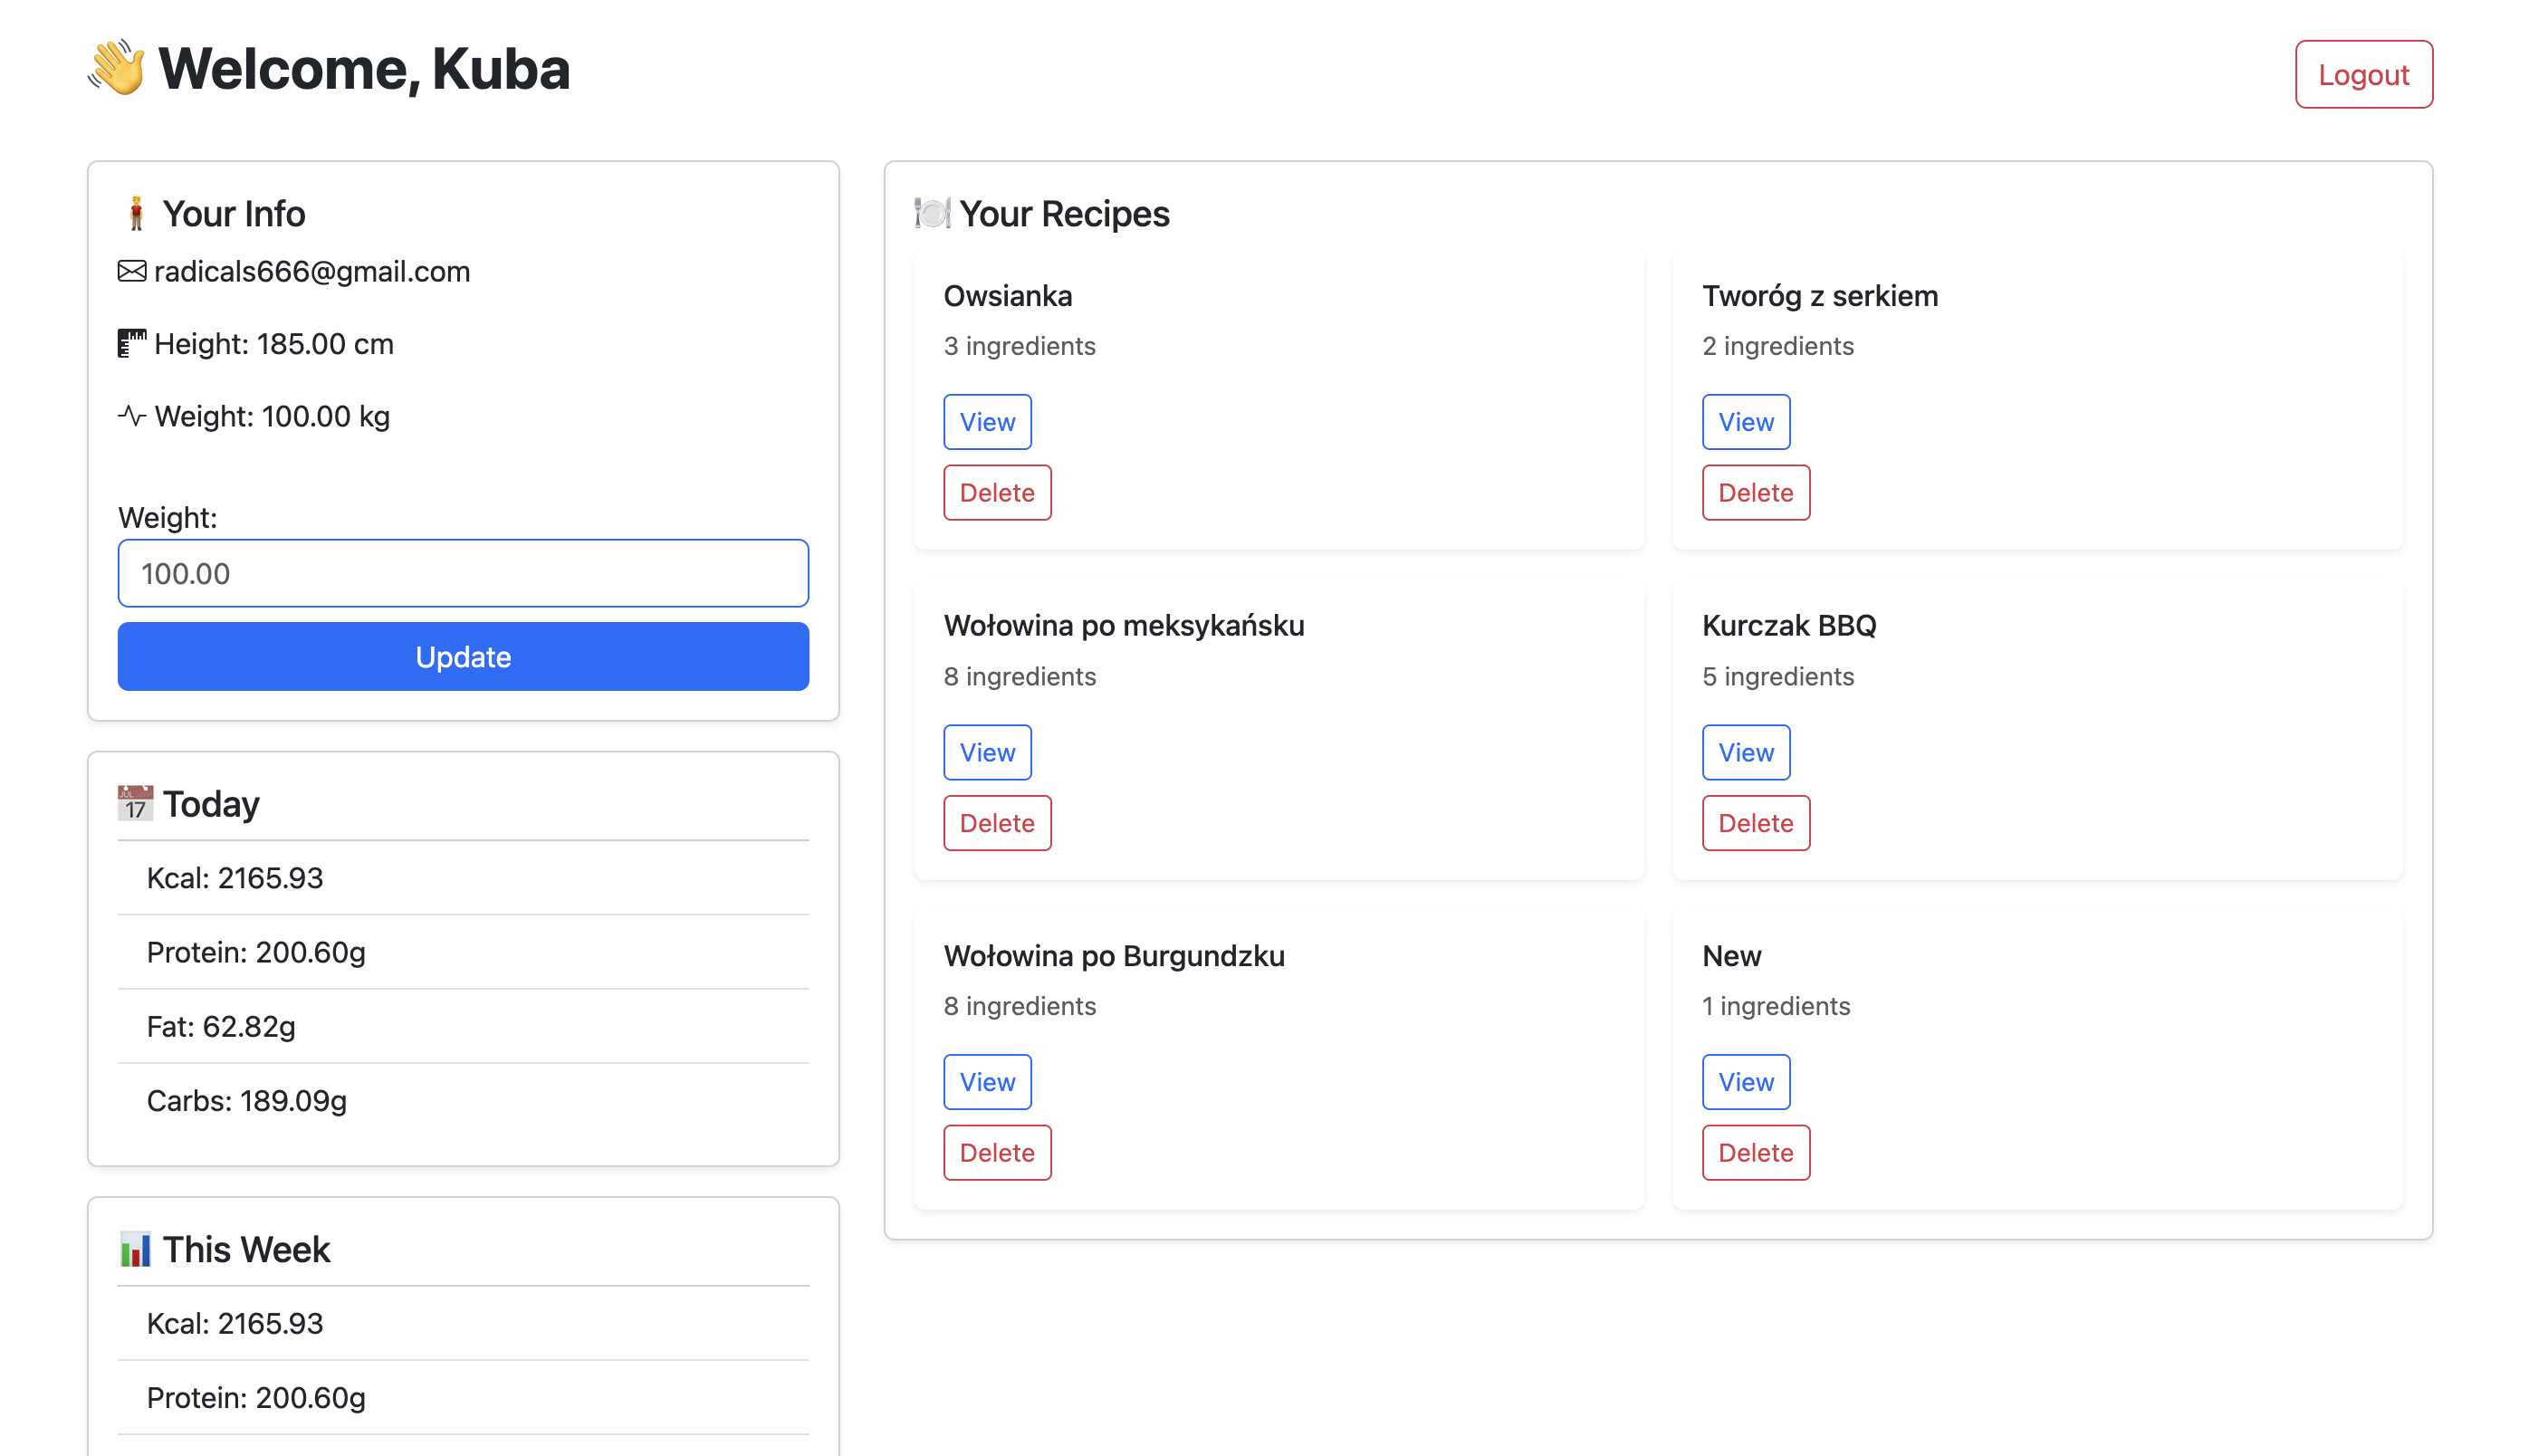 👋 Welcome, Kuba
Logout
Your Info
radicals666@gmail.com
Height: 185.00 cm
Weight: 100.00 kg
Weight:
100.00
Update
JUL
17
Today
Kcal: 2165.93
Protein: 200.60g
Fat: 62.82g
Carbs: 189.09g
This Week
Kcal: 2165.93
Protein: 200.60g
Your Recipes
Owsianka
3 ingredients
View
Delete
Tworóg z serkiem
2 ingredients
View
Delete
Wołowina po meksykańsku
8 ingredients
View
Delete
Kurczak BBQ
5 ingredients
View
Delete
Wołowina po Burgundzku
8 ingredients
View
Delete
New
1 ingredients
View
Delete